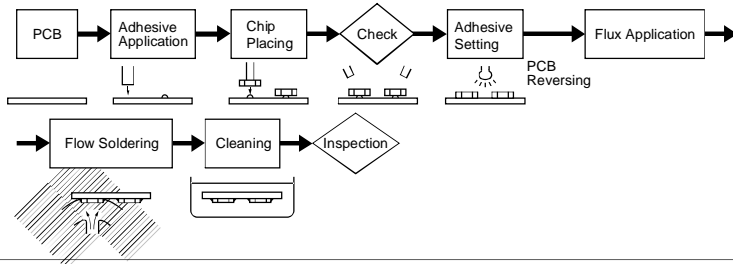 PCB
Adhesive
Application
Chip
Placing
Check
Adhesive
Setting
PCB
Reversing
Flux Application
Flow Soldering
Cleaning
Inspection